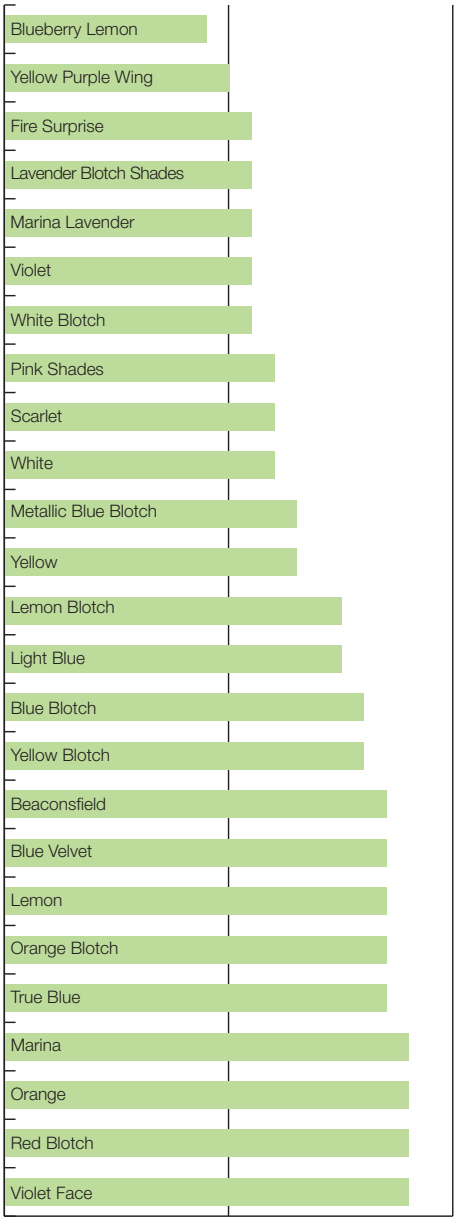 Blueberry Lemon
Yellow Purple Wing
Fire Surprise
Lavender Blotch Shades
Marina Lavender
Violet
White Blotch
Pink Shades
Scarlet
White
Metallic Blue Blotch
Yellow
Lemon Blotch
Light Blue
Blue Blotch
Yellow Blotch
Beaconsfield
Blue Velvet
Lemon
Orange Blotch
True Blue
Marina
Orange
Red Blotch
Violet Face